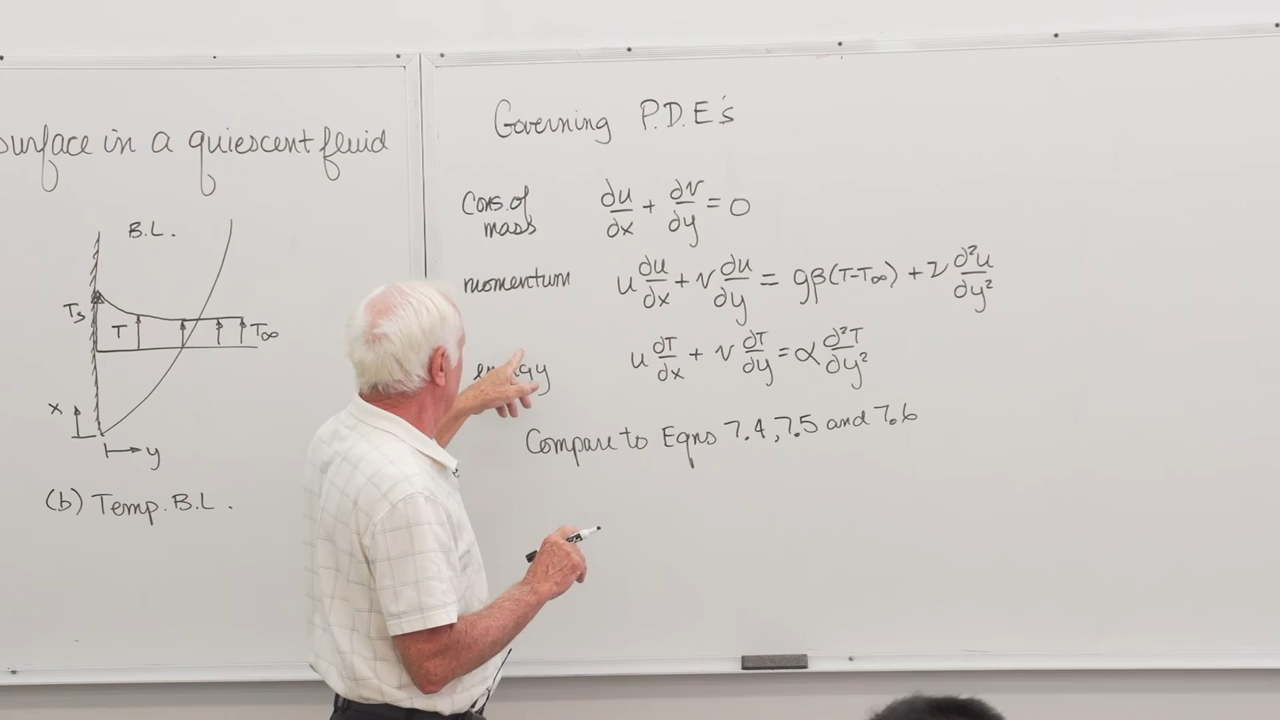 surface in a quiescent fluid
B.L.
Ts
T
T∞
x
y
(b) Temp. B.L.
Governing P.D.E's
Cons. of mass ∂u/∂x + ∂v/∂y = 0
momentum u ∂u/∂x + v ∂u/∂y = gβ(T-T∞) + ν ∂²u/∂y²
energy u ∂T/∂x + v ∂T/∂y = α ∂²T/∂y²
Compare to Eqns 7.4, 7.5 and 7.6